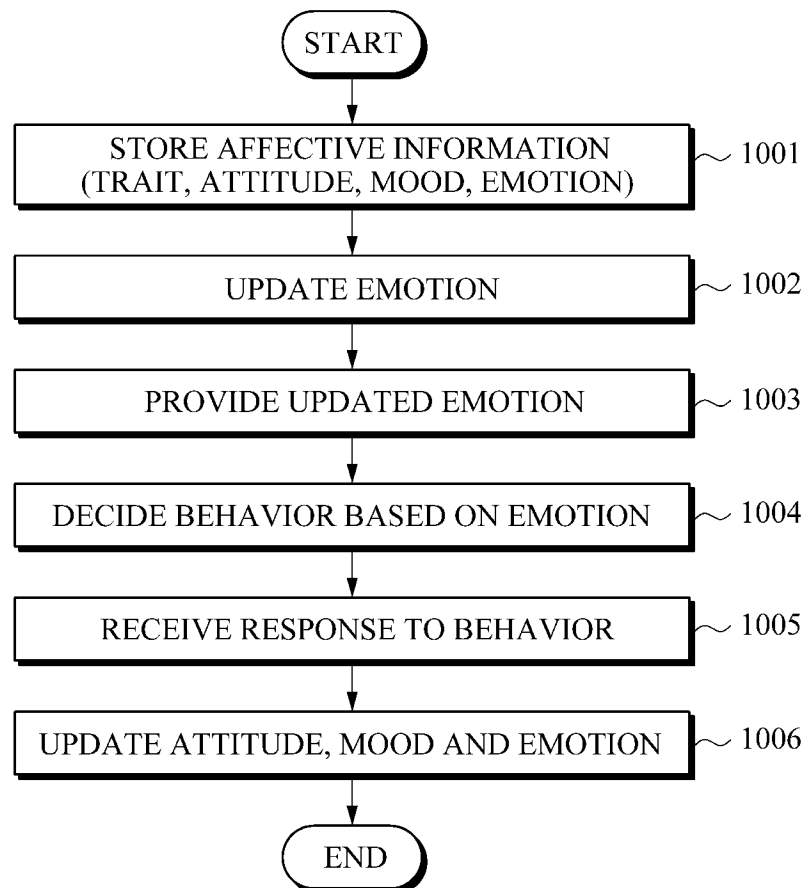 START
STORE AFFECTIVE INFORMATION
(TRAIT, ATTITUDE, MOOD, EMOTION)
1001
UPDATE EMOTION
1002
PROVIDE UPDATED EMOTION
1003
DECIDE BEHAVIOR BASED ON EMOTION
1004
RECEIVE RESPONSE TO BEHAVIOR
1005
UPDATE ATTITUDE, MOOD AND EMOTION
1006
END